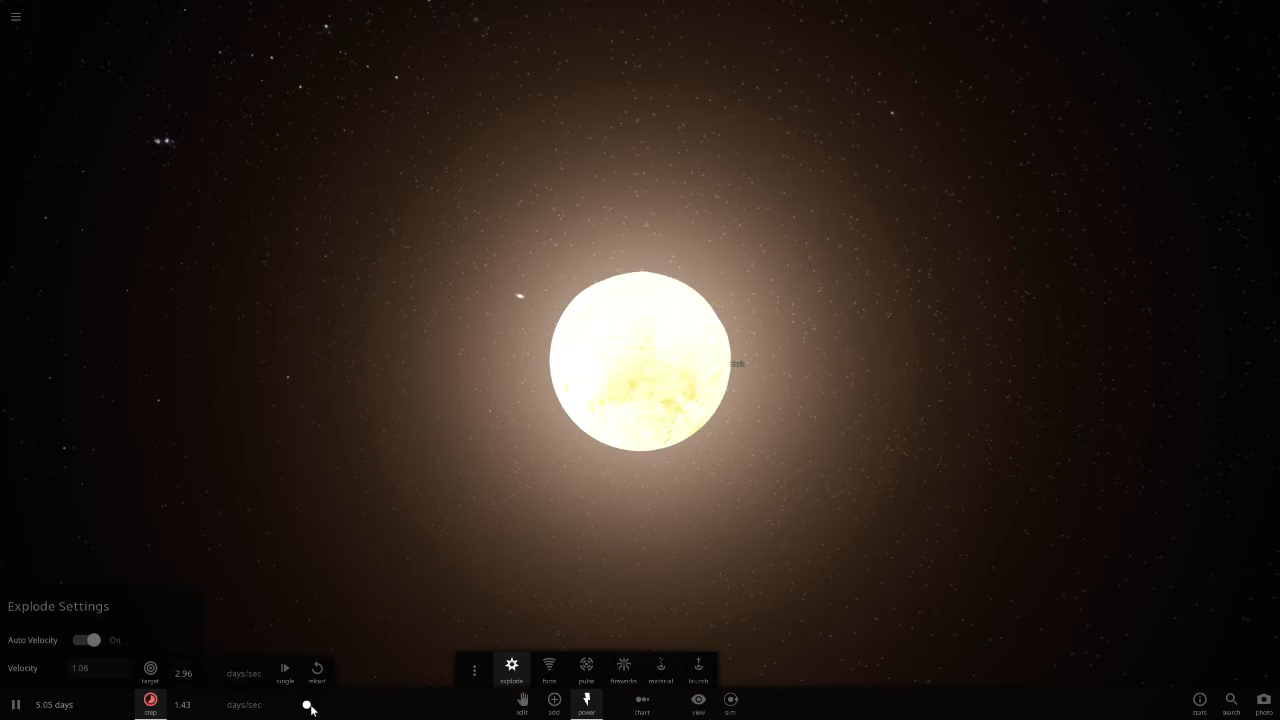 Explode Settings
Auto Velocity On
Velocity 1.06
target 2.96 days/sec single reload
explode force pulse fireworks material launch
5.05 days step 1.43 days/sec
edit add power chart view sim
stats search photo